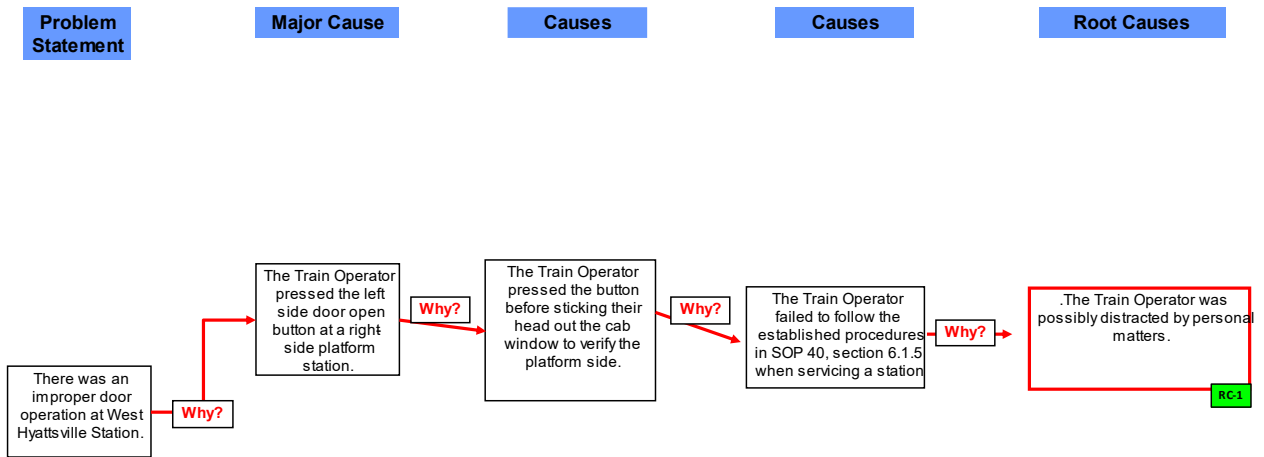 Problem
Statement
Major Cause
Causes
Causes
Root Causes
There was an
improper door
operation at West
Hyattsville Station.
Why?
The Train Operator
pressed the left
side door open
button at a right-
side platform
station.
Why?
The Train Operator
pressed the button
before sticking their
head out the cab
window to verify the
platform side.
Why?
The Train Operator
failed to follow the
established procedures
in SOP 40, section 6.1.5
when servicing a station
Why?
.The Train Operator was
possibly distracted by personal
matters.
RC-1